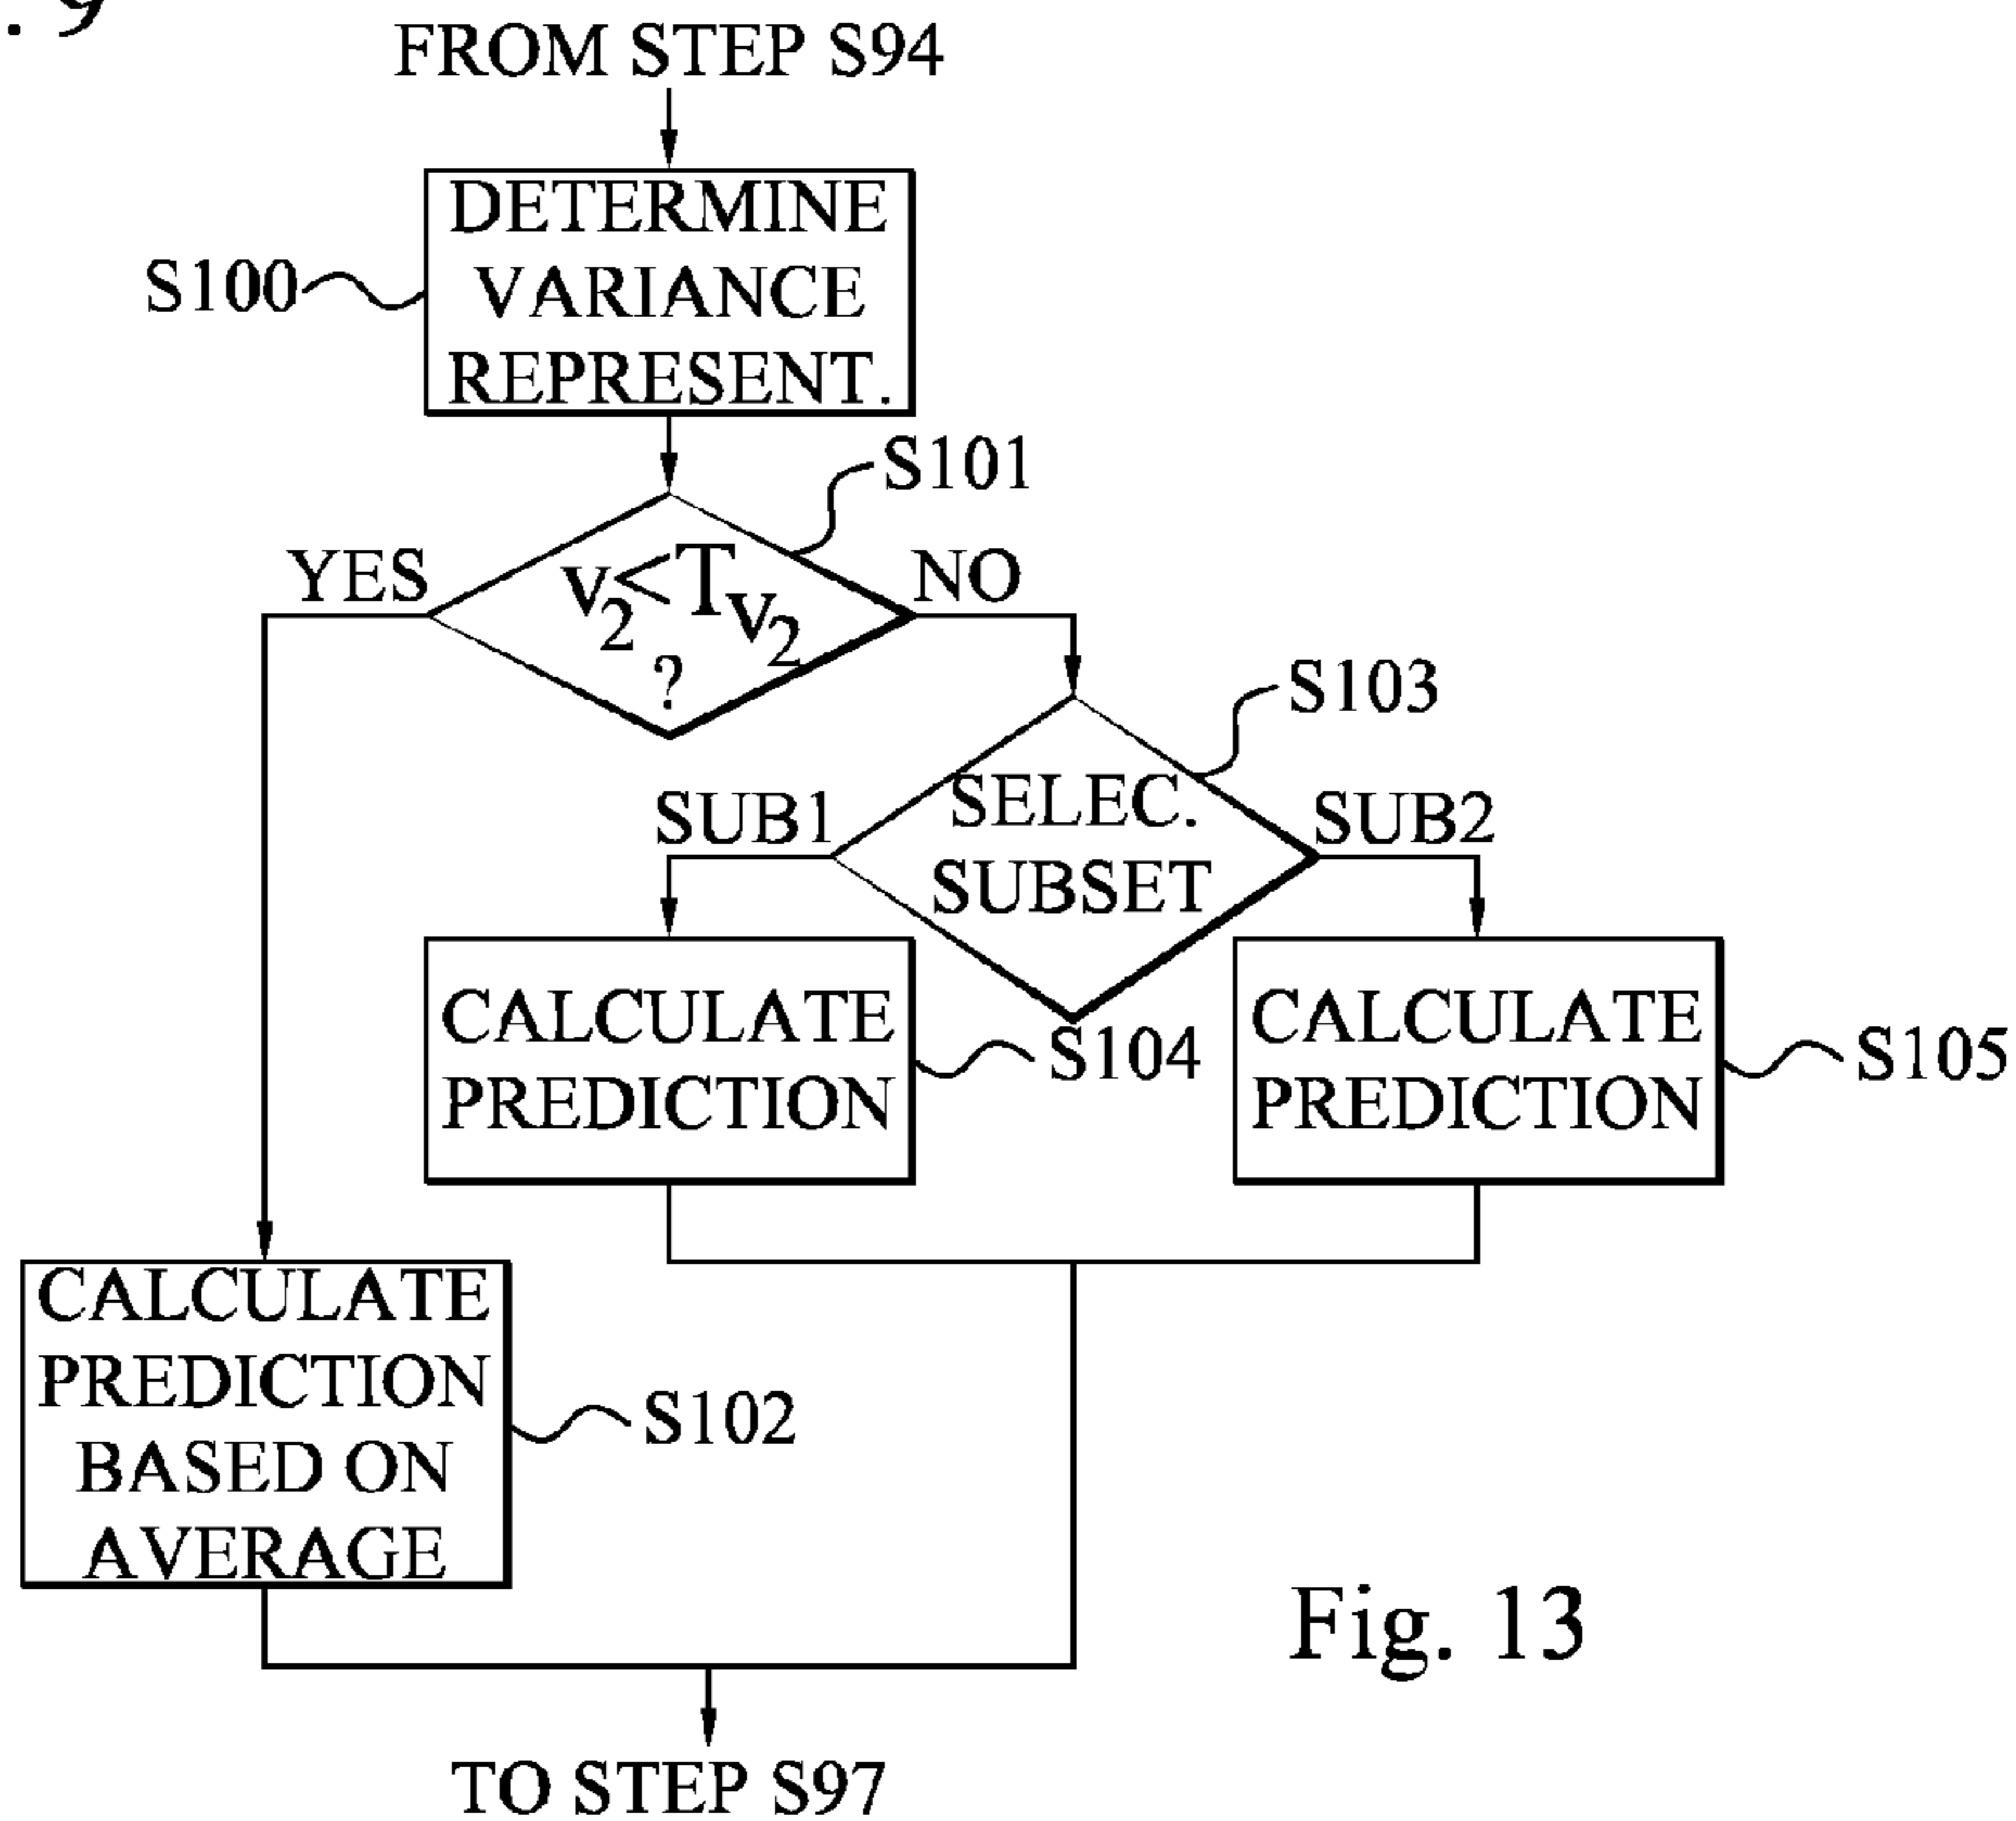 . 9
FROM STEP S94
DETERMINE
VARIANCE
REPRESENT.
S100
S101
YES
v₂<Tᵥ₂
?
NO
S103
SELEC.
SUBSET
SUB1
SUB2
CALCULATE
PREDICTION
S104
CALCULATE
PREDICTION
S105
CALCULATE
PREDICTION
BASED ON
AVERAGE
S102
Fig. 13
TO STEP S97